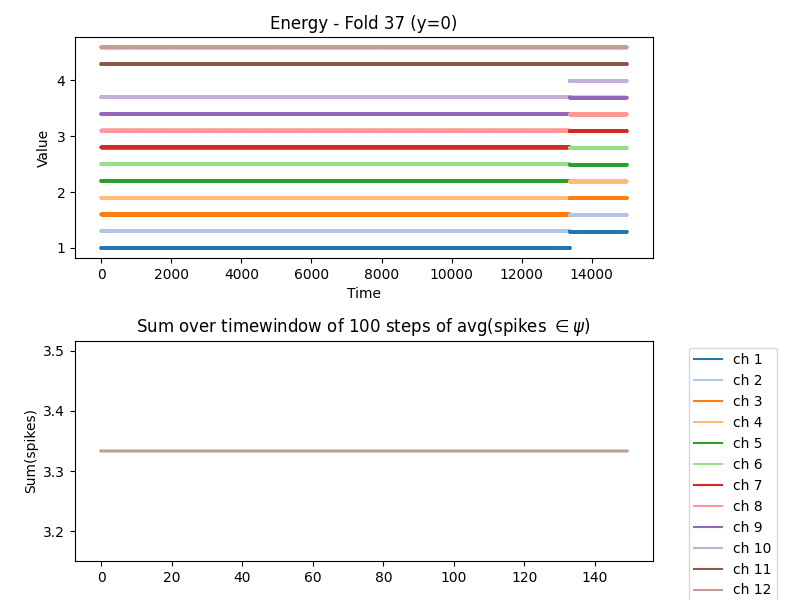 Energy - Fold 37 (y=0)
Value
4
3
2
1
0 2000 4000 6000 8000 10000 12000 14000
Time
Sum over timewindow of 100 steps of avg(spikes ∈ ψ)
Sum(spikes)
3.5
3.4
3.3
3.2
0 20 40 60 80 100 120 140
ch 1
ch 2
ch 3
ch 4
ch 5
ch 6
ch 7
ch 8
ch 9
ch 10
ch 11
ch 12